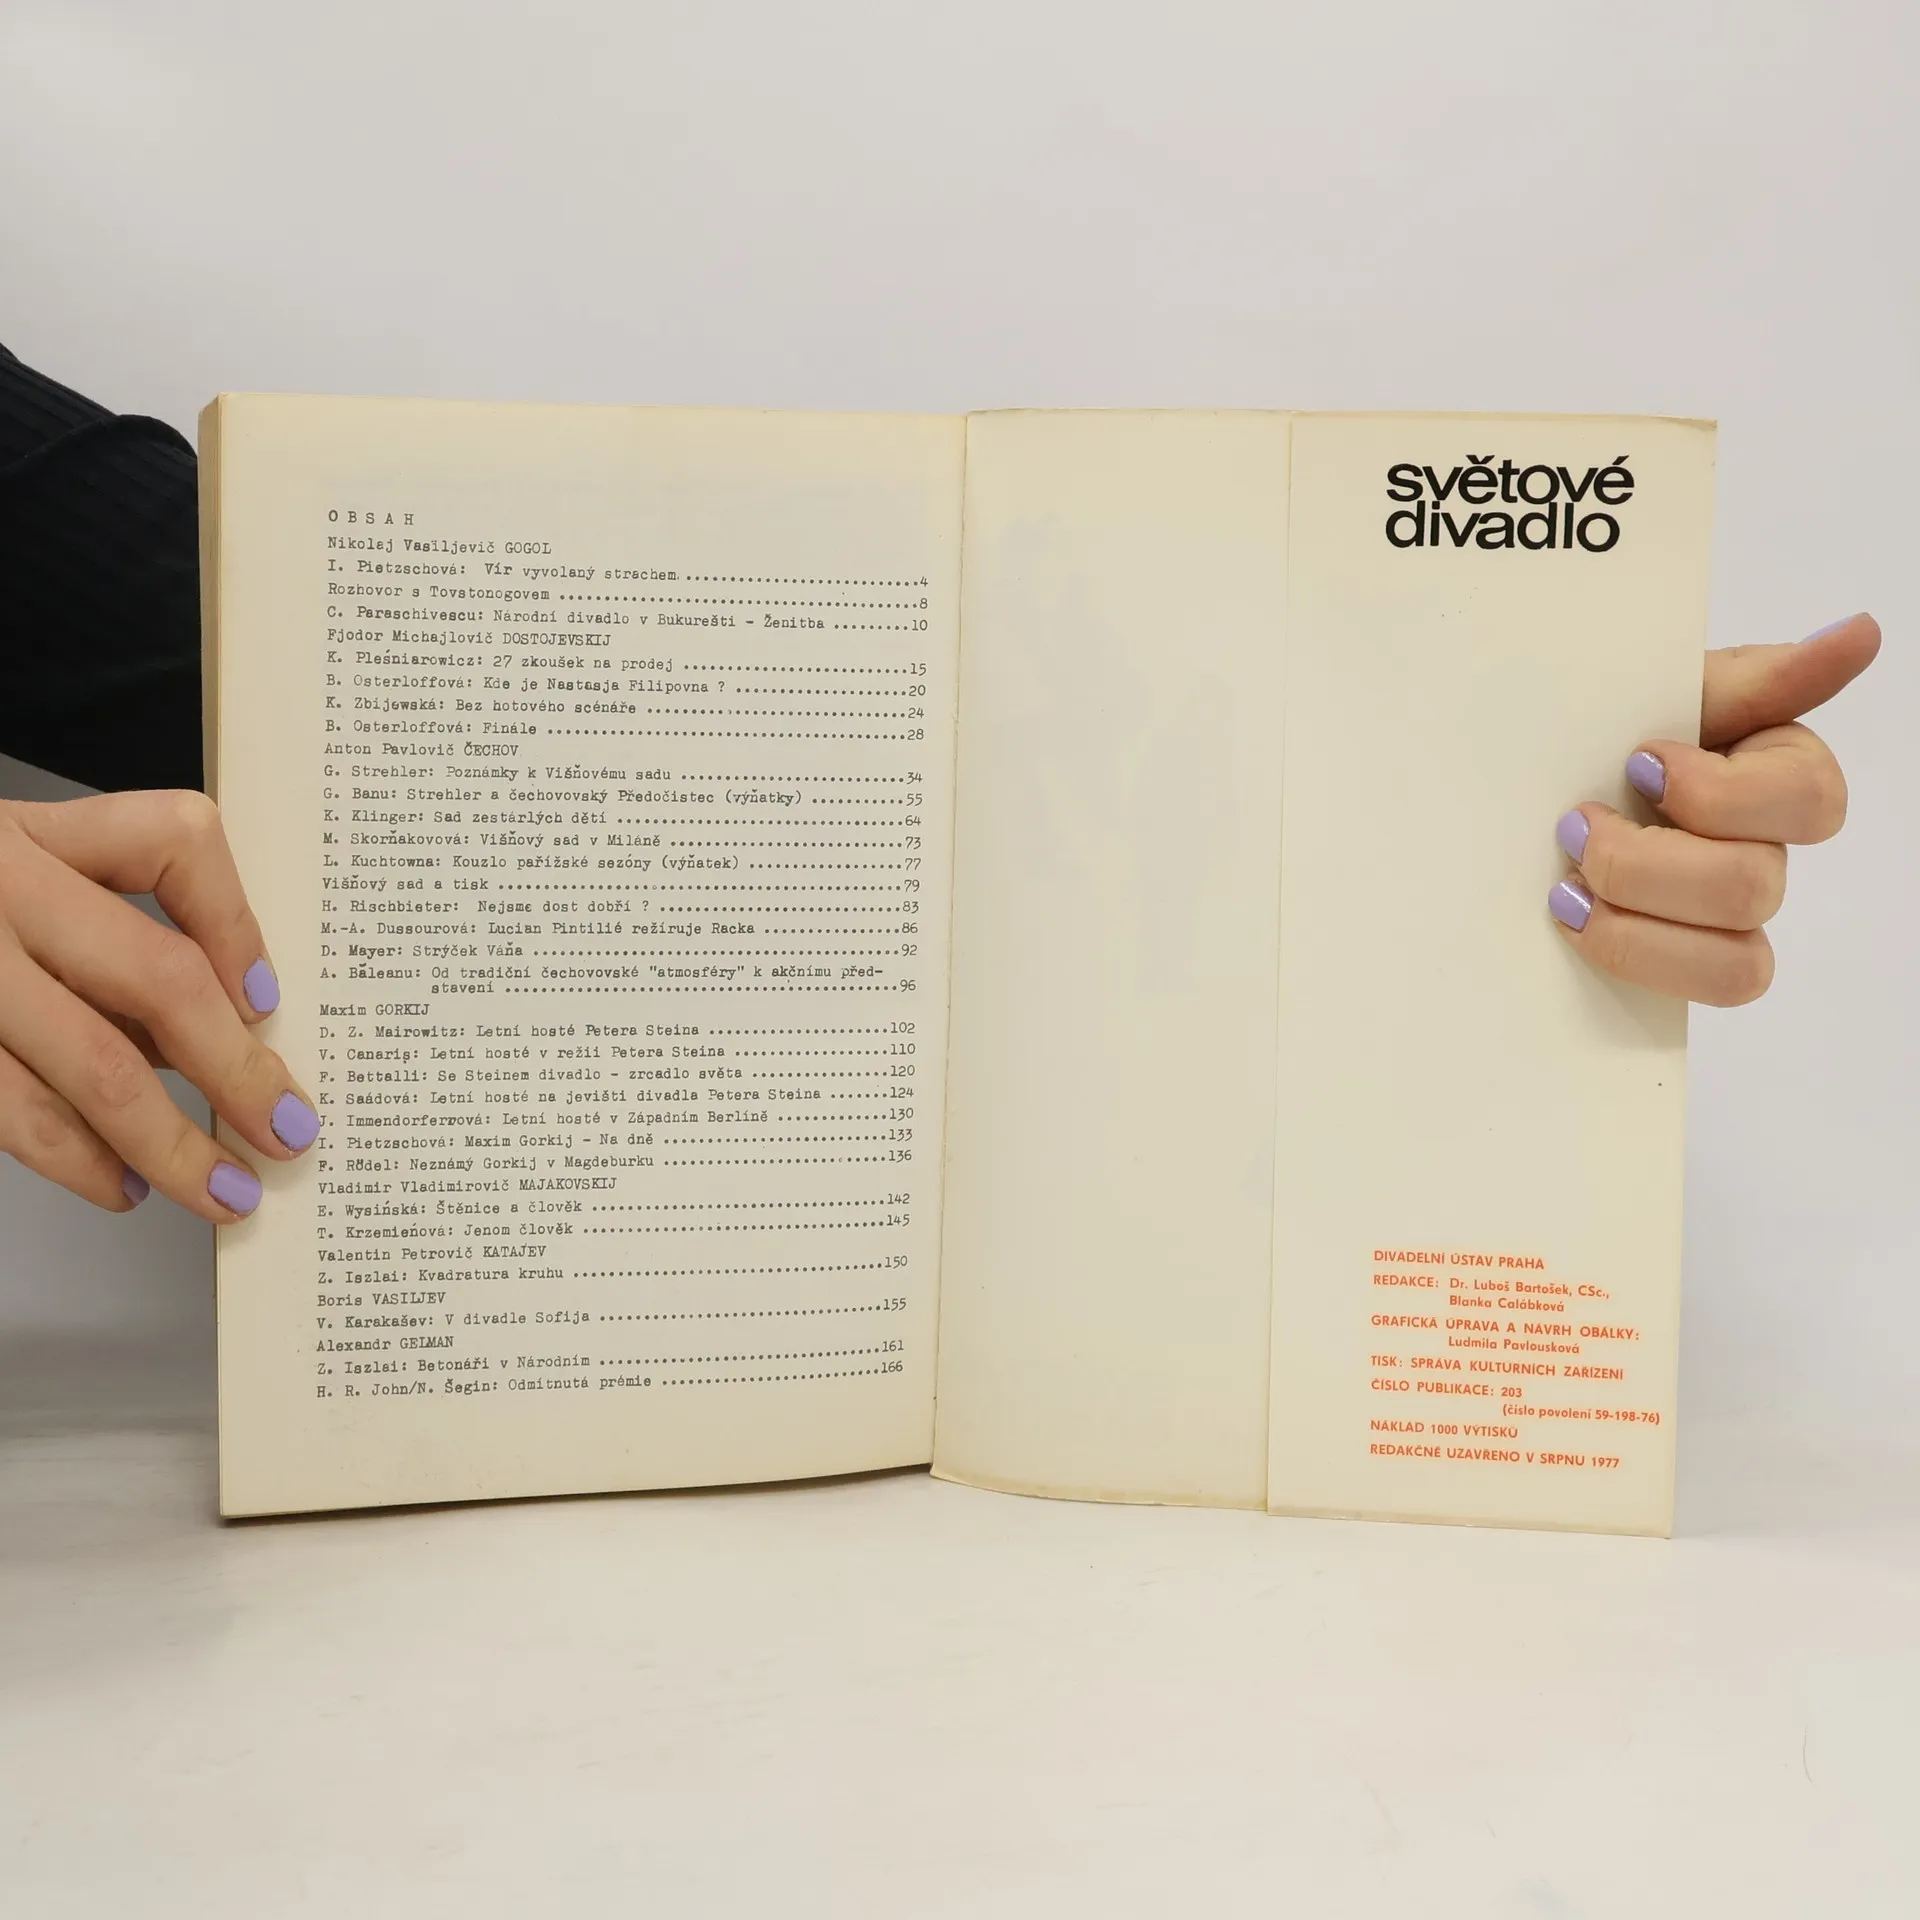 O B S A H
Nikolaj Vasiljevič GOGOL
I. Pietzschová: Vír vyvolaný strachem...........................4
Rozhovor s Tovstonogovem ........................................8
C. Paraschivescu: Národní divadlo v Bukurešti - Ženitba .........10
Fjodor Michajlovič DOSTOJEVSKIJ
K. Pleśniarowicz: 27 zkoušek na prodej ..........................15
B. Osterloffová: Kde je Nastasja Filipovna ? ....................20
K. Zbijewská: Bez hotového scénáře ..............................24
B. Osterloffová: Finále .........................................28
Anton Pavlovič ČECHOV
G. Strehler: Poznámky k Višňovému sadu ..........................34
G. Banu: Strehler a čechovovský Předočistec (výňatky) ...........55
K. Klinger: Sad zestárlých dětí .................................64
M. Skorňakovová: Višňový sad v Miláně ...........................73
L. Kuchtowna: Kouzlo pařížské sezóny (výňatek) ..................77
Višňový sad a tisk ..............................................79
H. Rischbieter: Nejsme dost dobří ? .............................83
M.-A. Dussourová: Lucian Pintilié režíruje Racka ................86
D. Mayer: Strýček Váňa ..........................................92
A. Băleanu: Od tradiční čechovovské "atmosféry" k akčnímu před-
stavení .............................................96
Maxim GORKIJ
D. Z. Mairowitz: Letní hosté Petera Steina .....................102
V. Canariş: Letní hosté v režii Petera Steina ..................110
F. Bettalli: Se Steinem divadlo - zrcadlo světa ................120
K. Saádová: Letní hosté na jevišti divadla Petera Steina .......124
J. Immendorferová: Letní hosté v Západním Berlíně ..............130
I. Pietzschová: Maxim Gorkij - Na dně ..........................133
F. Rödel: Neznámý Gorkij v Magdeburku ..........................136
Vladimir Vladimirovič MAJAKOVSKIJ
E. Wysińská: Štěnice a člověk ..................................142
T. Krzemieńová: Jenom člověk ...................................145
Valentin Petrovič KATAJEV
Z. Iszlai: Kvadratura kruhu ....................................150
Boris VASILJEV
V. Karakašev: V divadle Sofija .................................155
Alexandr GELMAN
Z. Iszlai: Betonáři v Národním .................................161
H. R. John/N. Šegin: Odmítnutá prémie ..........................166
světové
divadlo
DIVADELNÍ ÚSTAV PRAHA
REDAKCE: Dr. Luboš Bartošek, CSc.,
Blanka Calábková
GRAFICKÁ ÚPRAVA A NÁVRH OBÁLKY:
Ludmila Pavlousková
TISK: SPRÁVA KULTURNÍCH ZAŘÍZENÍ
ČÍSLO PUBLIKACE: 203
(číslo povolení 59-198-76)
NÁKLAD 1000 VÝTISKŮ
REDAKČNĚ UZAVŘENO V SRPNU 1977